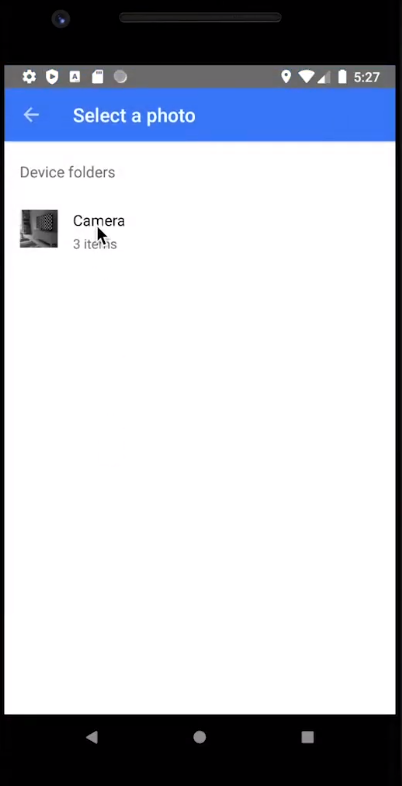 5:27
Select a photo
Device folders
Camera
3 items